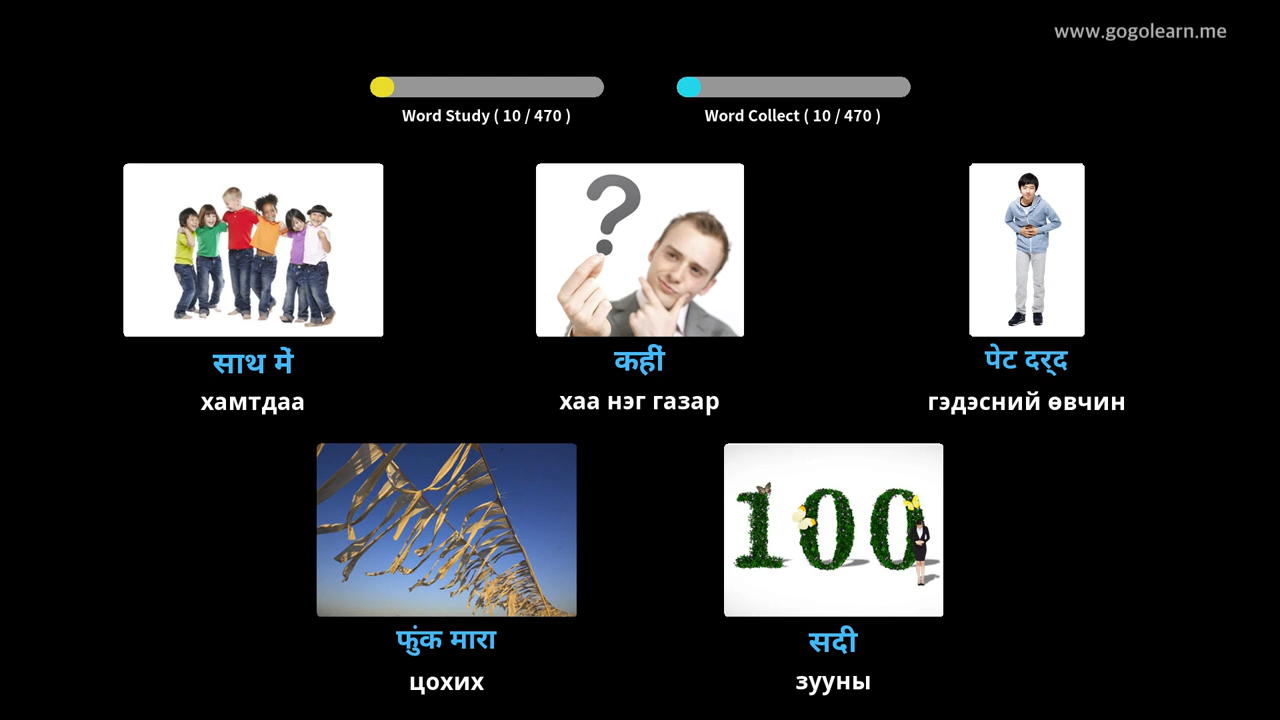 www.gogolearn.me
Word Study ( 10 / 470 )
Word Collect ( 10 / 470 )
साथ में
хамтдаа
कहीं
хаа нэг газар
पेट दर्द
гэдэсний өвчин
फुंक मारा
цохих
100
सदी
зууны